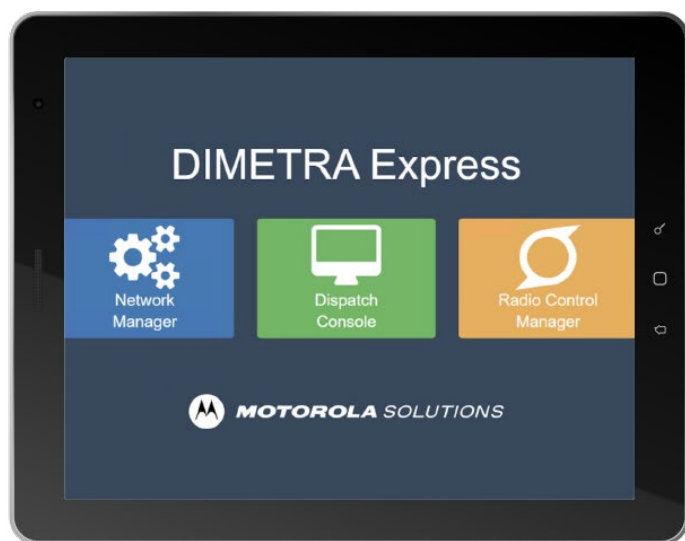 DIMETRA Express
Network
Manager
Dispatch
Console
Radio Control
Manager
MOTOROLA SOLUTIONS